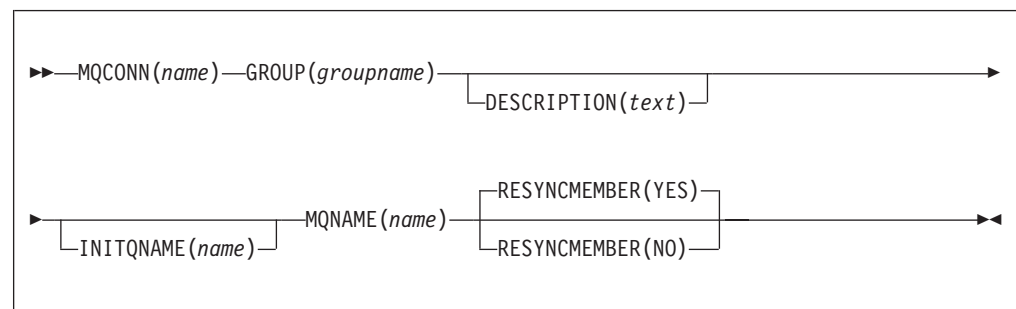 MQCONN(name) GROUP(groupname)
DESCRIPTION(text)
RESYNCMEMBER(YES)
INITQNAME(name) MQNAME(name)
RESYNCMEMBER(NO)